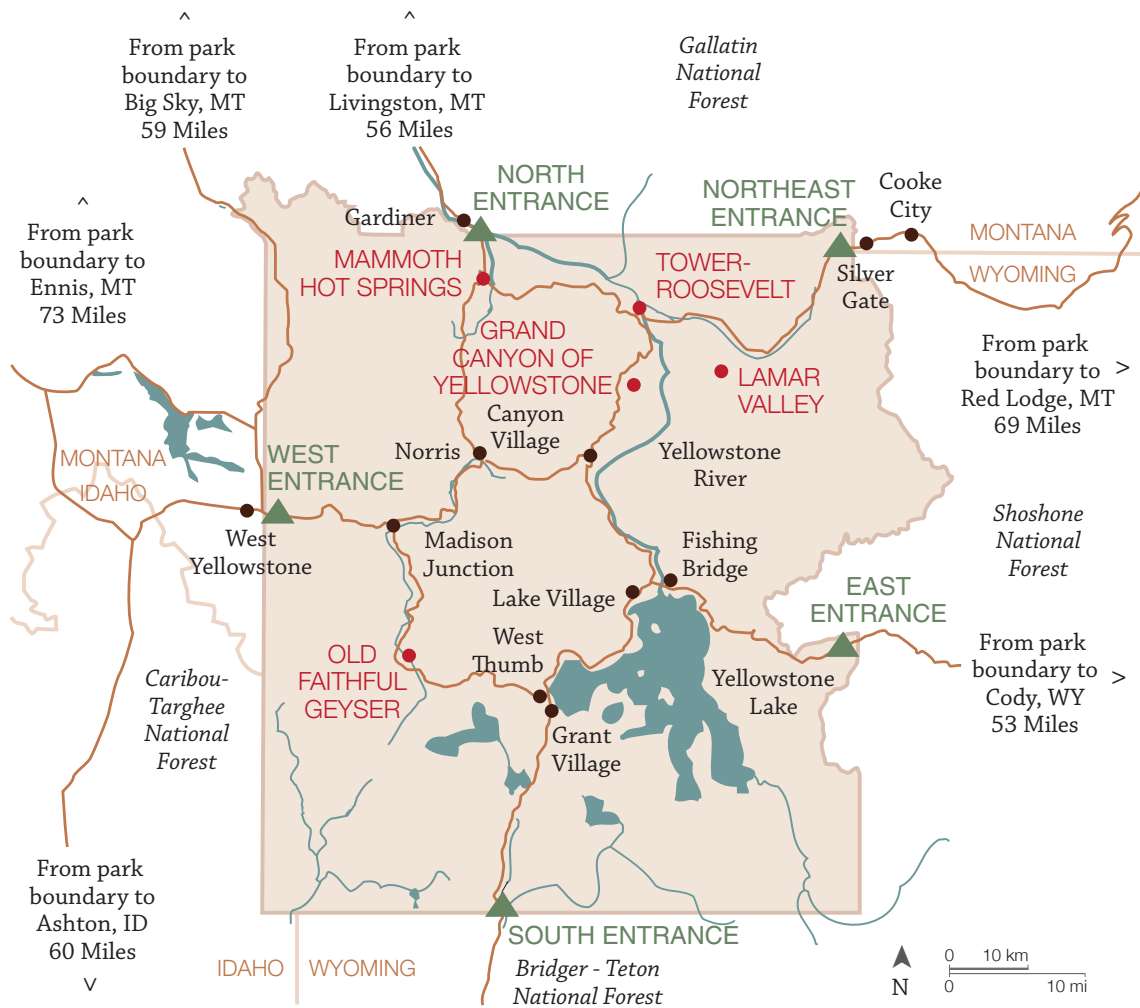 ^
From park
boundary to
Big Sky, MT
59 Miles
^
From park
boundary to
Livingston, MT
56 Miles
Gallatin
National
Forest
^
From park
boundary to
Ennis, MT
73 Miles
Gardiner
NORTH
ENTRANCE
NORTHEAST
ENTRANCE
Cooke
City
MONTANA
WYOMING
Silver
Gate
MAMMOTH
HOT SPRINGS
TOWER-
ROOSEVELT
GRAND
CANYON OF
YELLOWSTONE
LAMAR
VALLEY
From park
boundary to >
Red Lodge, MT
69 Miles
Canyon
Village
Norris
Yellowstone
River
MONTANA
IDAHO
WEST
ENTRANCE
West
Yellowstone
Madison
Junction
Fishing
Bridge
Shoshone
National
Forest
Lake Village
EAST
ENTRANCE
West
Thumb
OLD
FAITHFUL
GEYSER
Yellowstone
Lake
From park
boundary to >
Cody, WY
53 Miles
Caribou-
Targhee
National
Forest
Grant
Village
From park
boundary to
Ashton, ID
60 Miles
v
IDAHO
WYOMING
SOUTH ENTRANCE
Bridger - Teton
National Forest
N
0 10 km
0 10 mi